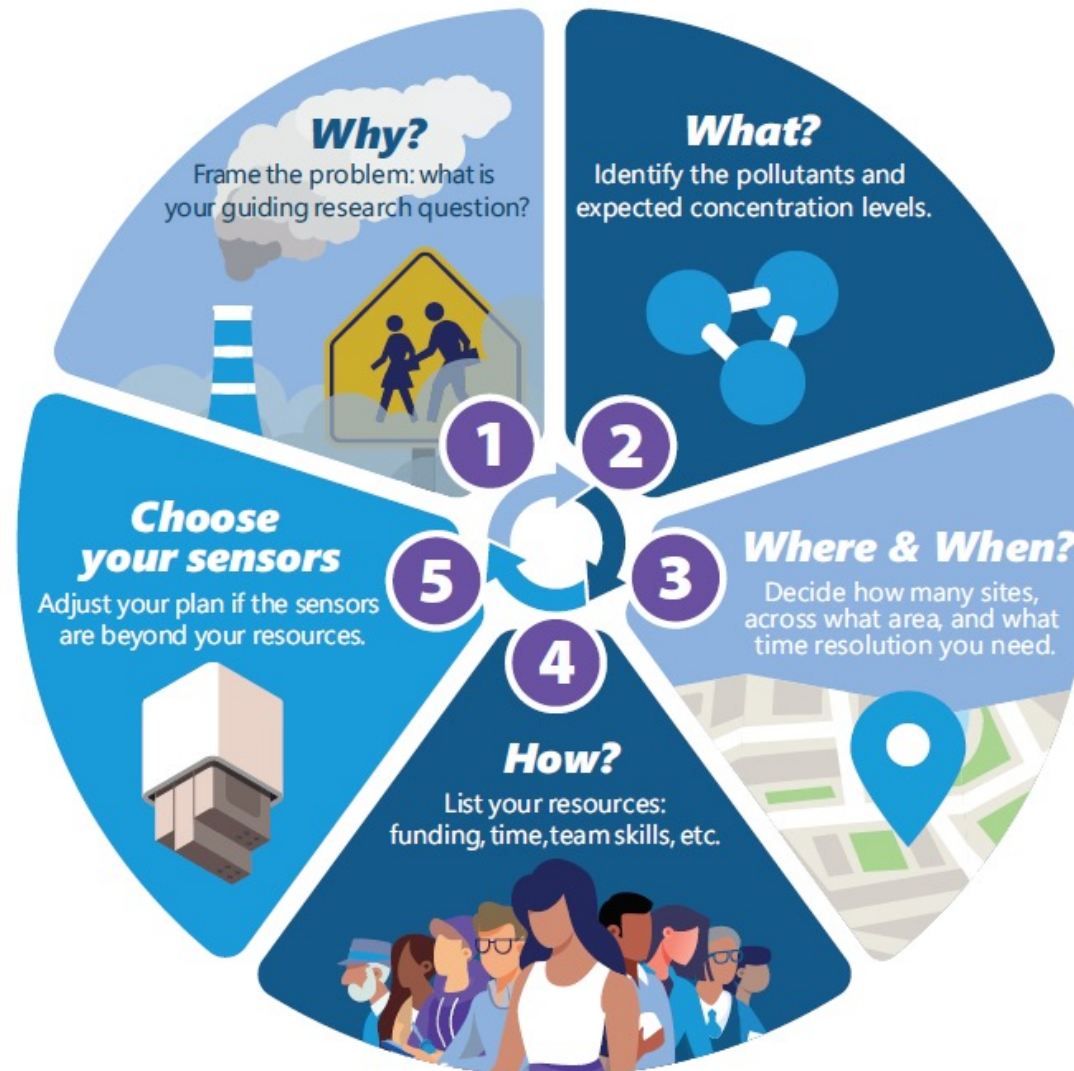 Why?
Frame the problem: what is
your guiding research question?
1
What?
Identify the pollutants and
expected concentration levels.
2
Where & When?
Decide how many sites,
across what area, and what
time resolution you need.
3
4
How?
List your resources:
funding, time, team skills, etc.
Choose
your sensors
Adjust your plan if the sensors
are beyond your resources.
5